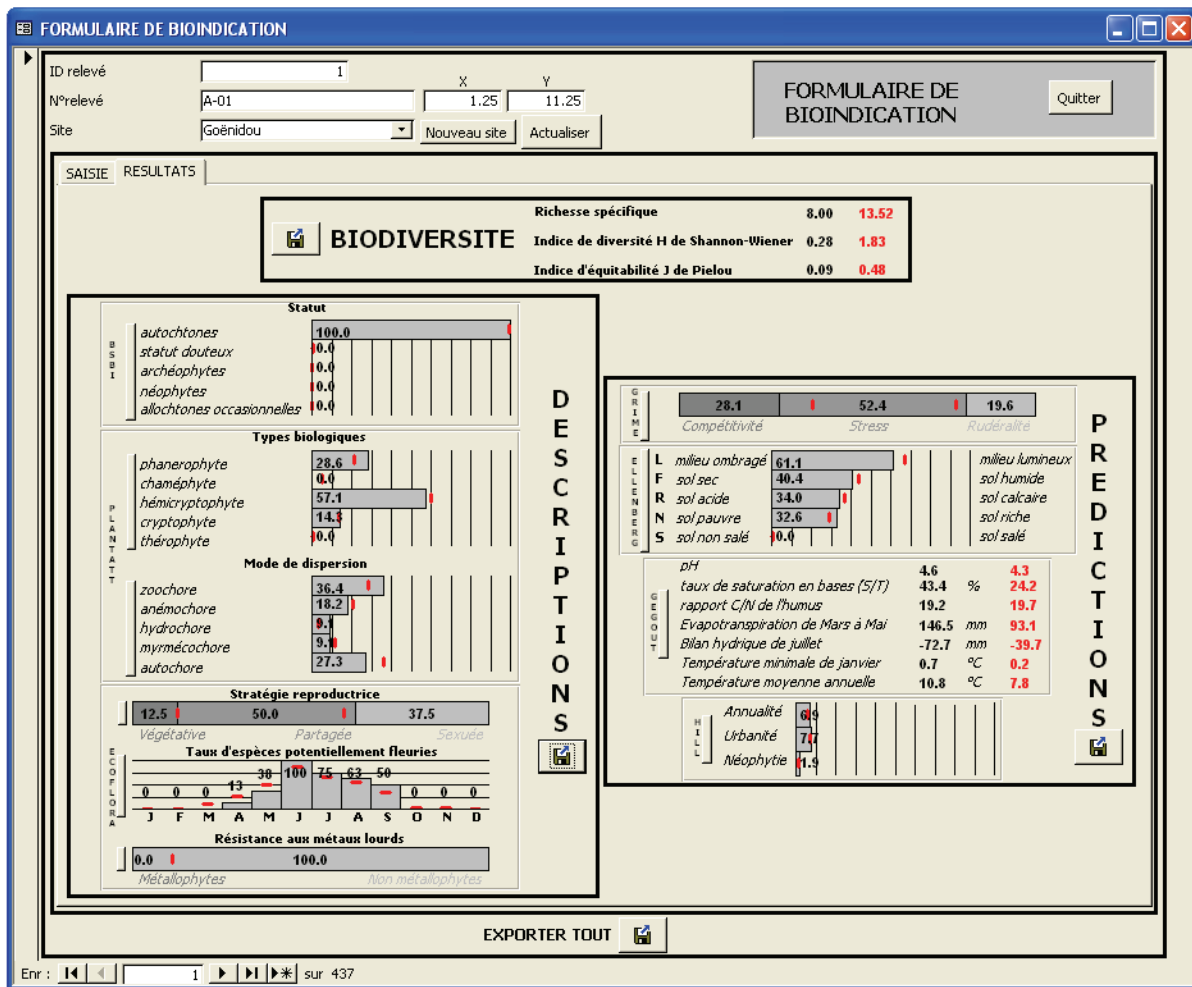 FORMULAIRE DE BIOINDICATION
ID relevé 1
X Y
N°relevé A-01 1.25 11.25
Site Goënidou Nouveau site Actualiser
FORMULAIRE DE
BIOINDICATION
Quitter
SAISIE RESULTATS
BIODIVERSITE
Richesse spécifique 8.00 13.52
Indice de diversité H de Shannon-Wiener 0.28 1.83
Indice d'équitabilité J de Pielou 0.09 0.48
DESCRIPTIONS
Statut
BSBI
autochtones 100.0
statut douteux 0.0
archéophytes 0.0
néophytes 0.0
allochtones occasionnelles 0.0
PLANTATT
Types biologiques
phanerophyte 28.6
chaméphyte 0.0
hémicryptophyte 57.1
cryptophyte 14.3
thérophyte 0.0
Mode de dispersion
zoochore 36.4
anémochore 18.2
hydrochore 9.1
myrmécochore 9.1
autochore 27.3
ECOFLORA
Stratégie reproductrice
12.5 50.0 37.5
Végétative Partagée Sexuée
Taux d'espèces potentiellement fleuries
0 0 0 13 38 100 75 63 50 0 0 0
J F M A M J J A S O N D
Résistance aux métaux lourds
0.0 100.0
Métallophytes Non métallophytes
PREDICTIONS
GRIME
28.1 52.4 19.6
Compétitivité Stress Rudéralité
ELLENBERG
L milieu ombragé 61.1 milieu lumineux
F sol sec 40.4 sol humide
R sol acide 34.0 sol calcaire
N sol pauvre 32.6 sol riche
S sol non salé 0.0 sol salé
GEGOUT
pH 4.6 4.3
taux de saturation en bases (S/T) 43.4 % 24.2
rapport C/N de l'humus 19.2 19.7
Evapotranspiration de Mars à Mai 146.5 mm 93.1
Bilan hydrique de juillet -72.7 mm -39.7
Température minimale de janvier 0.7 °C 0.2
Température moyenne annuelle 10.8 °C 7.8
HILL
Annualité 6.9
Urbanité 7.7
Néophytie 1.9
EXPORTER TOUT
Enr : 1 sur 437